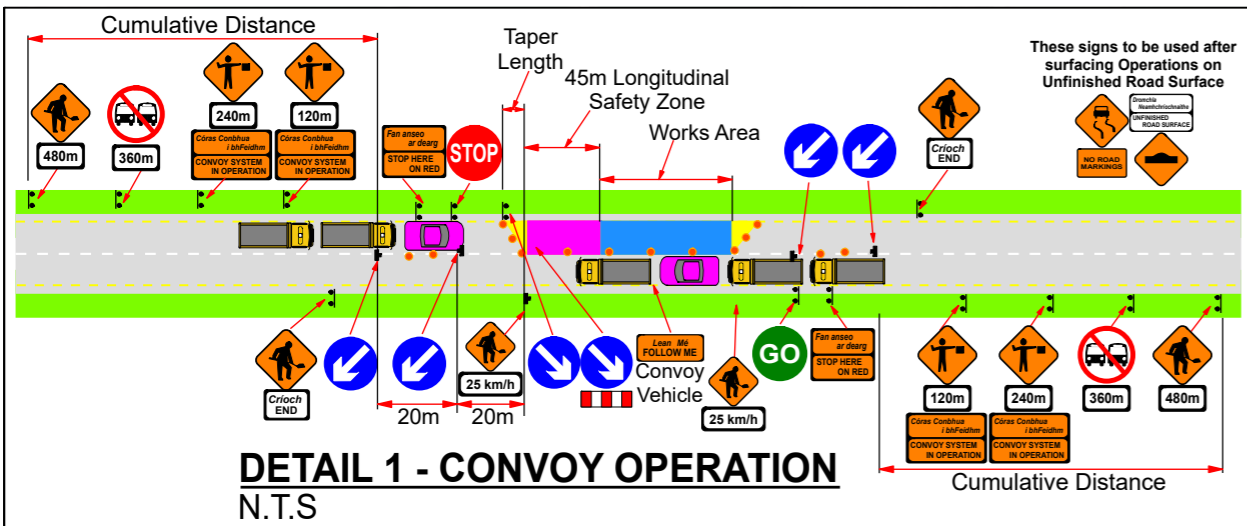 Cumulative Distance
480m
360m
240m
Córas Conbhua
i bhFeidhm
CONVOY SYSTEM
IN OPERATION
120m
Córas Conbhua
i bhFeidhm
CONVOY SYSTEM
IN OPERATION
Fan anseo
ar dearg
STOP HERE
ON RED
STOP
Taper
Length
45m Longitudinal
Safety Zone
Works Area
Críoch
END
These signs to be used after
surfacing Operations on
Unfinished Road Surface
Dromchla
Neamhchríochnaithe
UNFINISHED
ROAD SURFACE
NO ROAD
MARKINGS
Críoch
END
20m
20m
25 km/h
Lean Mé
FOLLOW ME
Convoy
Vehicle
25 km/h
GO
Fan anseo
ar dearg
STOP HERE
ON RED
120m
Córas Conbhua
i bhFeidhm
CONVOY SYSTEM
IN OPERATION
240m
Córas Conbhua
i bhFeidhm
CONVOY SYSTEM
IN OPERATION
360m
480m
Cumulative Distance
DETAIL 1 - CONVOY OPERATION
N.T.S